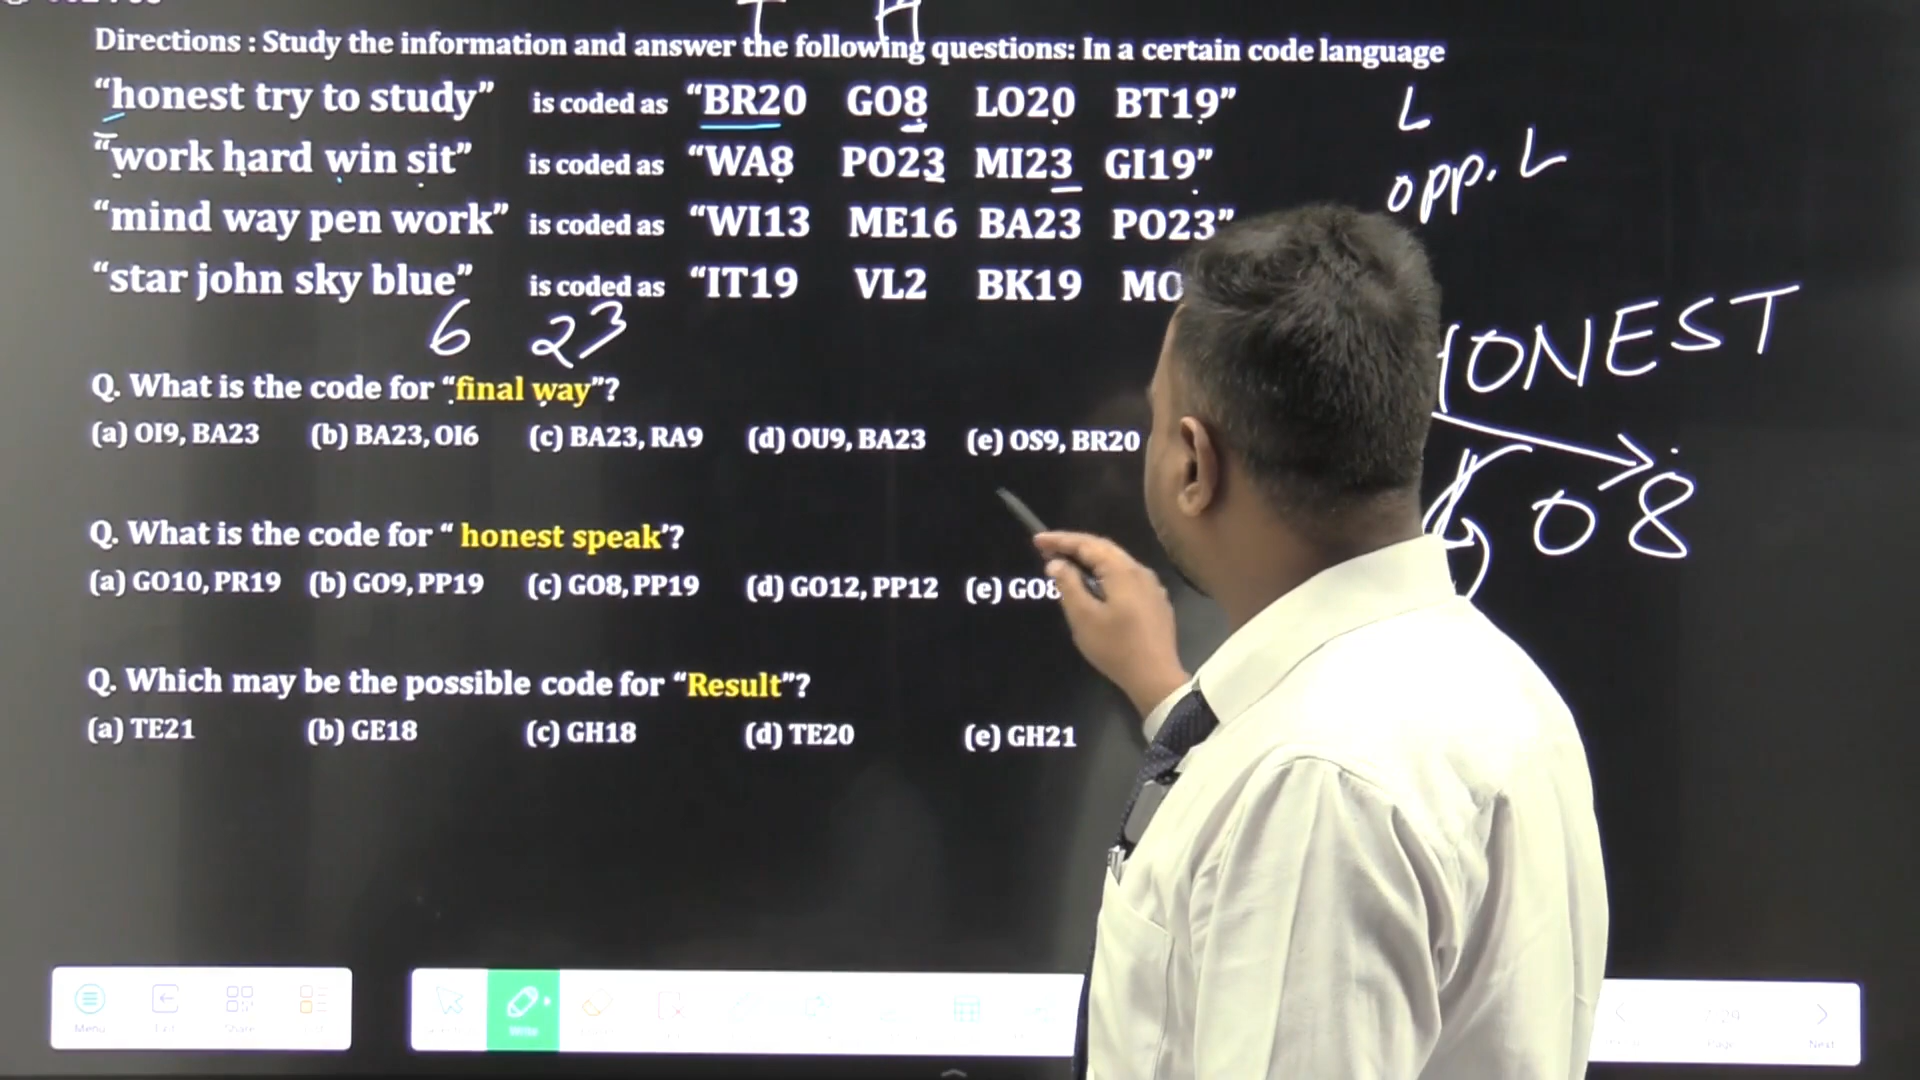 T H
Directions : Study the information and answer the following questions: In a certain code language
“honest try to study” is coded as “BR20 GO8 LO20 BT19” L
“work hard win sit” is coded as “WA8 PO23 MI23 GI19” opp. L
“mind way pen work” is coded as “WI13 ME16 BA23 PO23”
“star john sky blue” is coded as “IT19 VL2 BK19 MO
6 23
HONEST
Q. What is the code for “final way”?
(a) OI9, BA23 (b) BA23, OI6 (c) BA23, RA9 (d) OU9, BA23 (e) OS9, BR20
O 8
Q. What is the code for “ honest speak’?
(a) GO10, PR19 (b) GO9, PP19 (c) GO8, PP19 (d) GO12, PP12 (e) GO8
Q. Which may be the possible code for “Result”?
(a) TE21 (b) GE18 (c) GH18 (d) TE20 (e) GH21
Menu Share Next